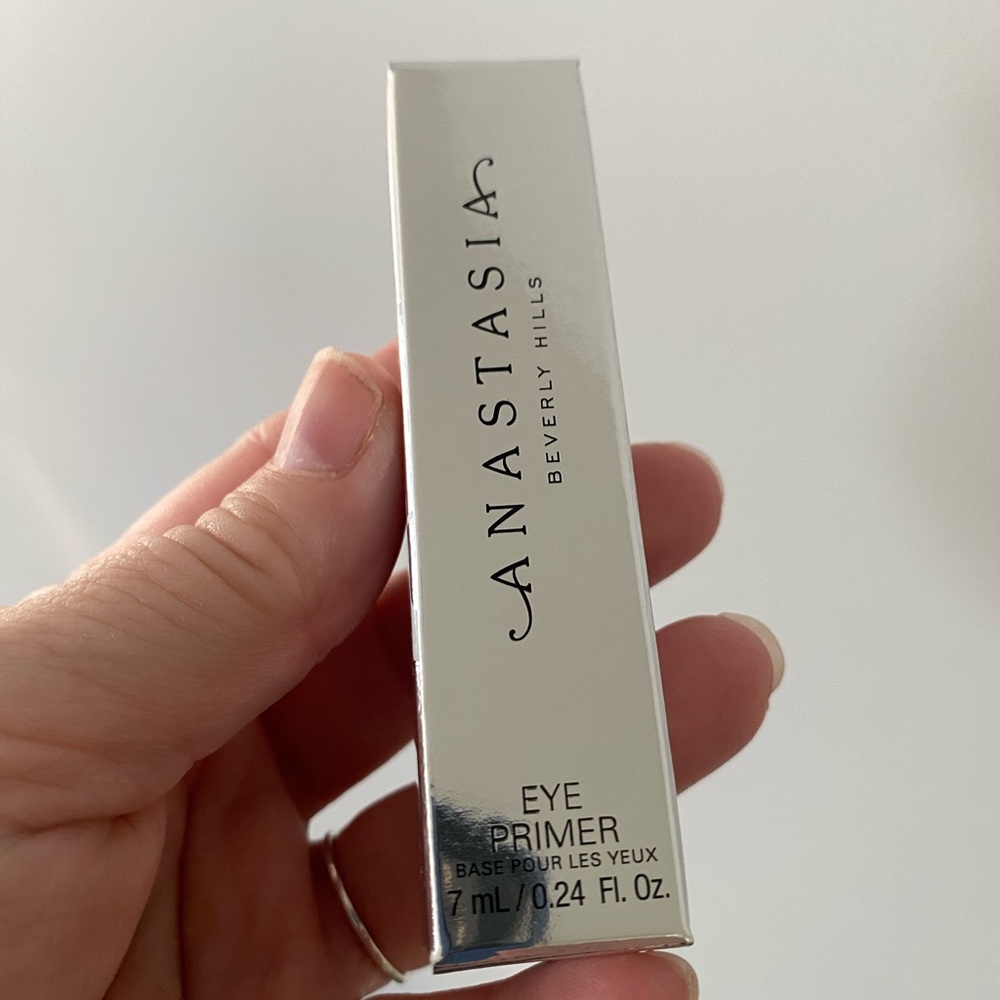 ANASTASIA
BEVERLY HILLS
EYE
PRIMER
BASE POUR LES YEUX
7 mL / 0.24 Fl. Oz.